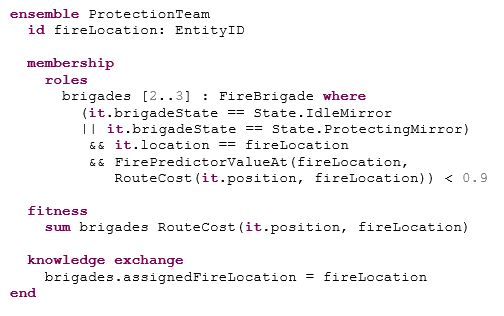 ensemble ProtectionTeam
  id fireLocation: EntityID

  membership
    roles
      brigades [2..3] : FireBrigade where
        (it.brigadeState == State.IdleMirror
        || it.brigadeState == State.ProtectingMirror)
         && it.location == fireLocation
         && FirePredictorValueAt(fireLocation,
            RouteCost(it.position, fireLocation)) < 0.9

  fitness
    sum brigades RouteCost(it.position, fireLocation)

  knowledge exchange
    brigades.assignedFireLocation = fireLocation
end